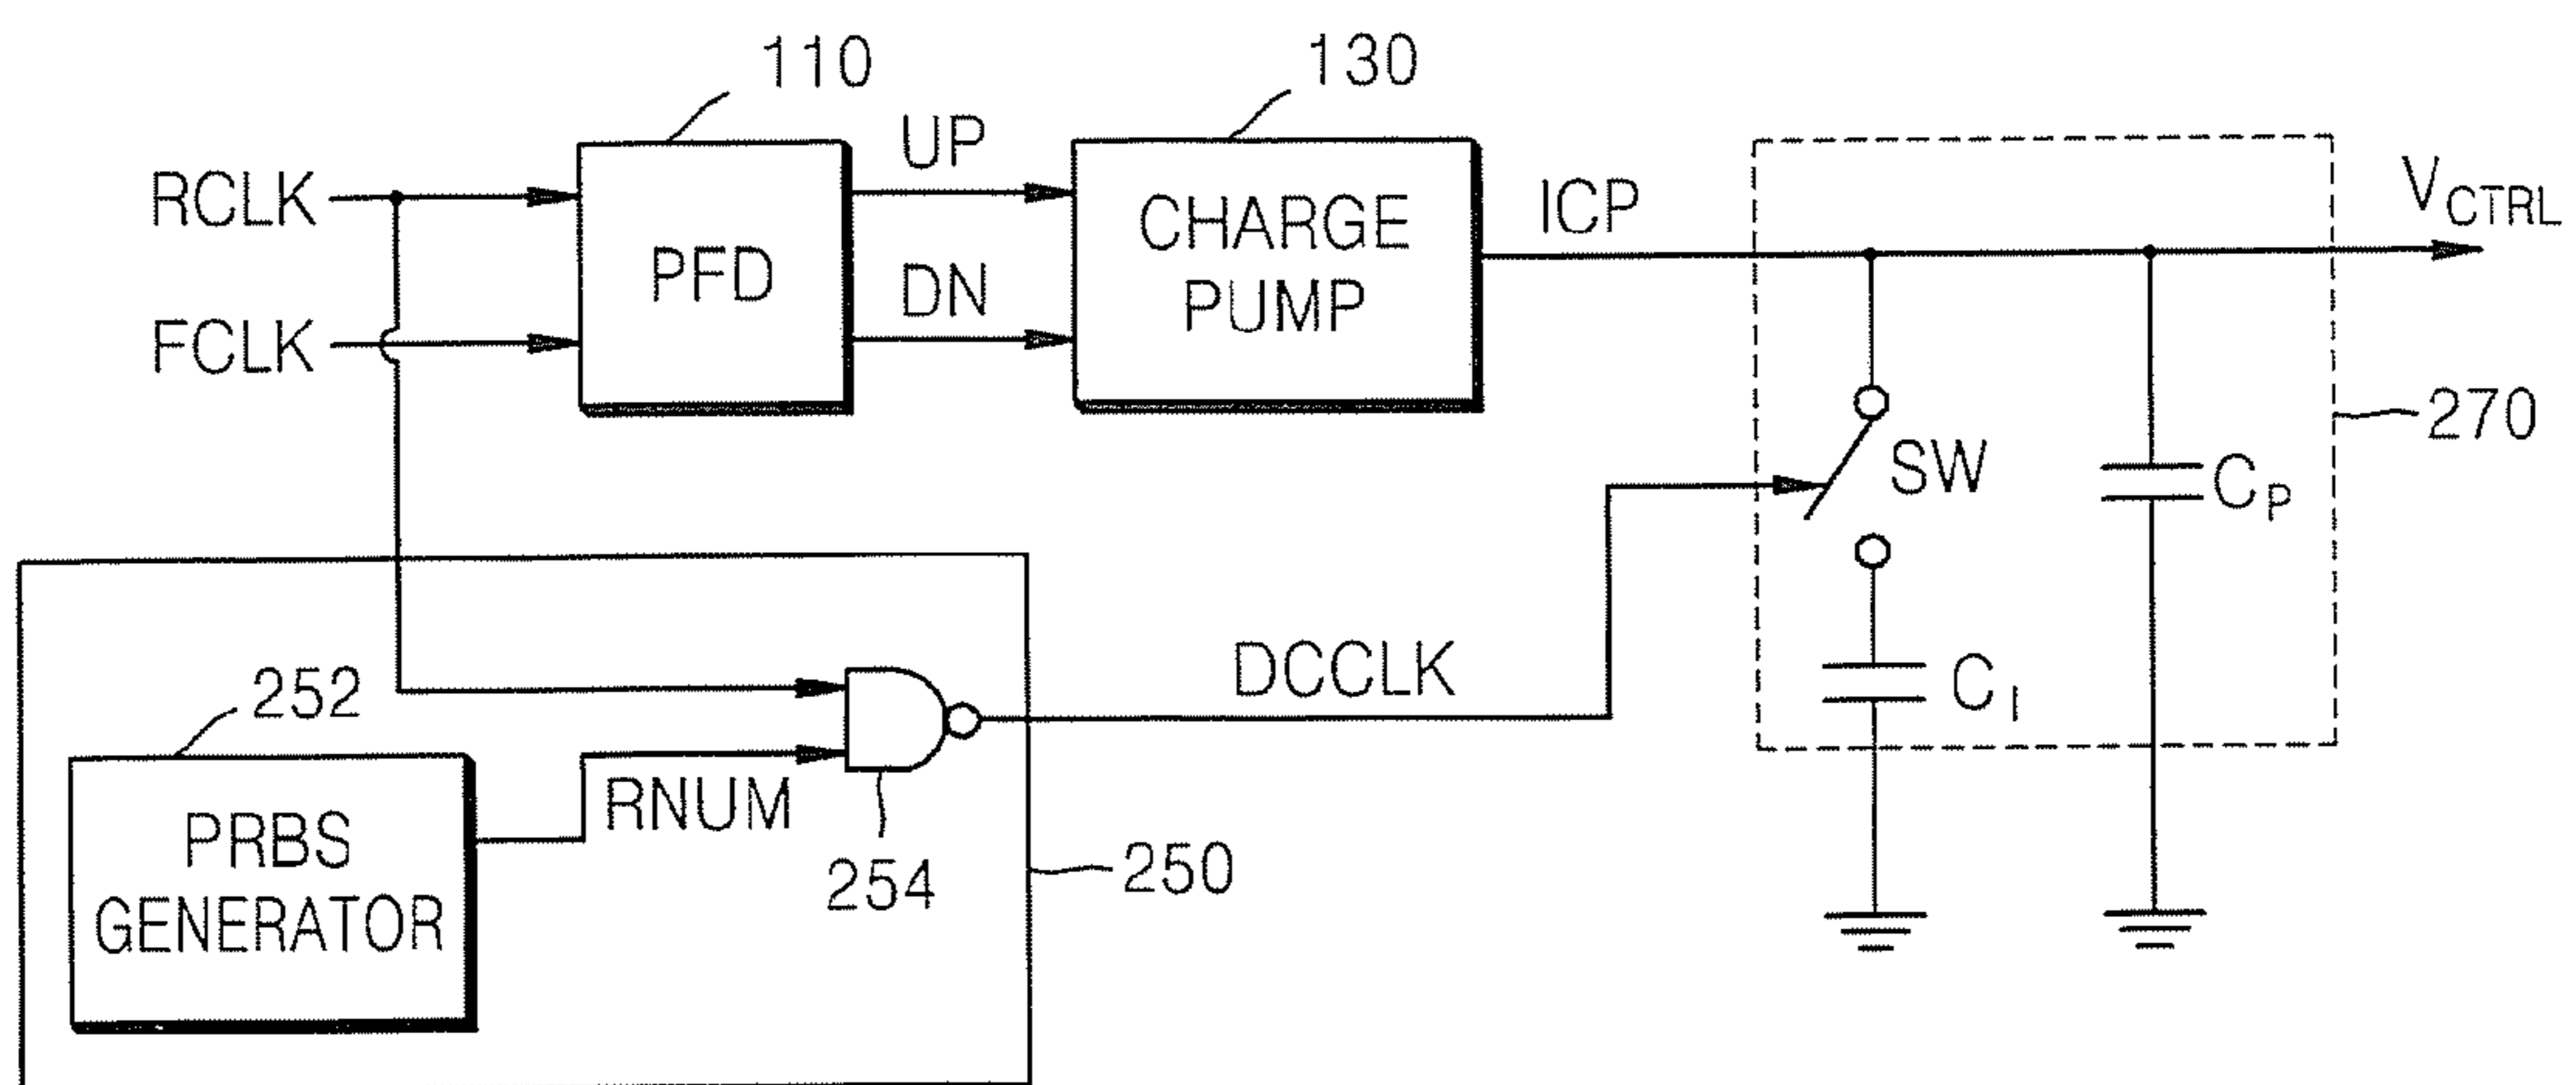 110
130
RCLK
FCLK
PFD
UP
DN
CHARGE
PUMP
ICP
VCTRL
SW
CP
270
252
PRBS
GENERATOR
RNUM
254
250
DCCLK
CI